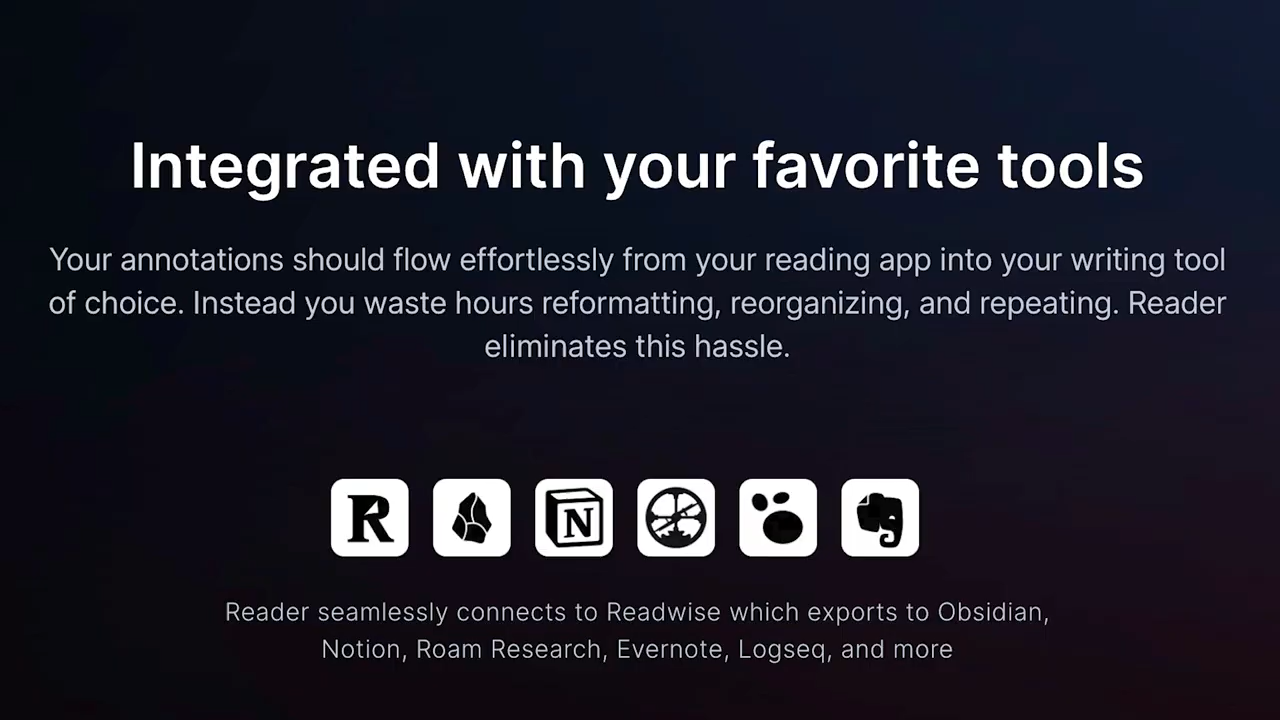 Integrated with your favorite tools
Your annotations should flow effortlessly from your reading app into your writing tool
of choice. Instead you waste hours reformatting, reorganizing, and repeating. Reader
eliminates this hassle.
R N
Reader seamlessly connects to Readwise which exports to Obsidian,
Notion, Roam Research, Evernote, Logseq, and more